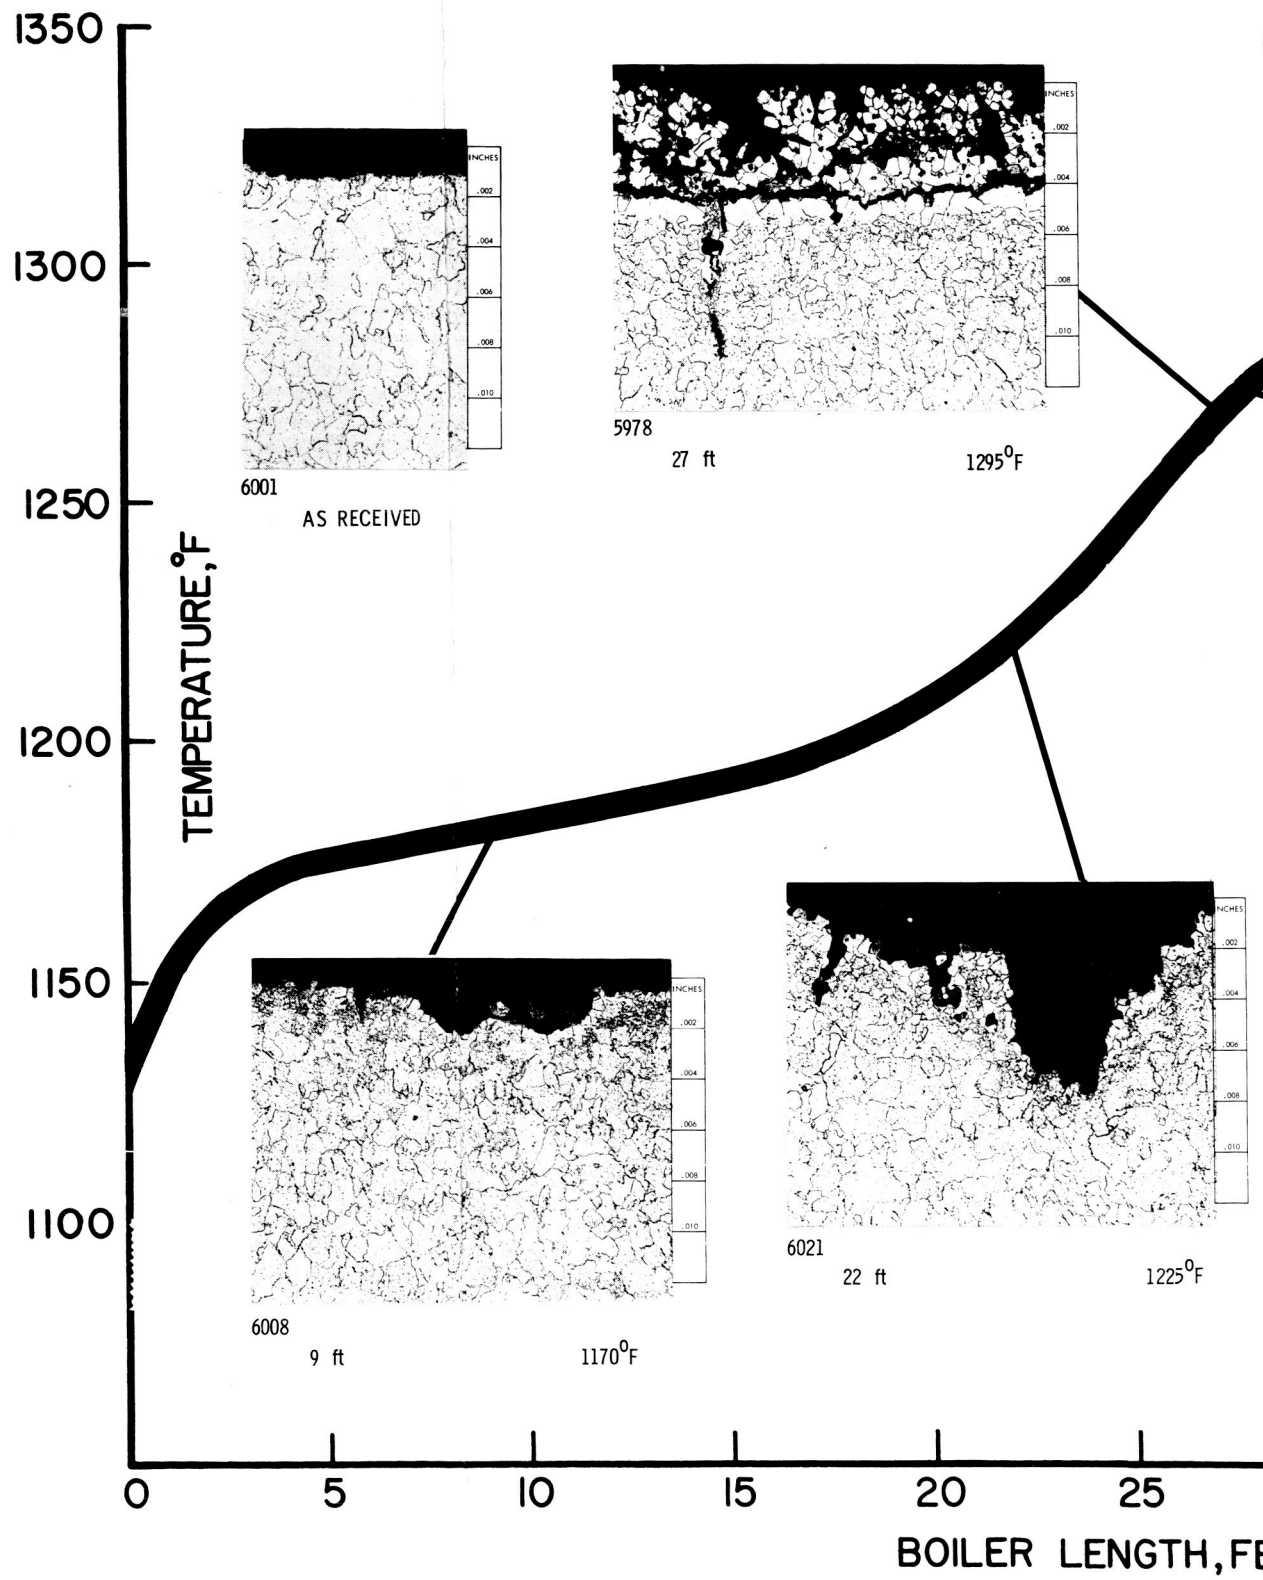 1350
1300
1250
1200
1150
1100
TEMPERATURE,°F
INCHES
.002
.004
.006
.008
.010
6001
AS RECEIVED
INCHES
.002
.004
.006
.008
.010
5978
27 ft 1295°F
INCHES
.002
.004
.006
.008
.010
6008
9 ft 1170°F
NCHES
.002
.004
.006
.008
.010
6021
22 ft 1225°F
0 5 10 15 20 25
BOILER LENGTH, FE